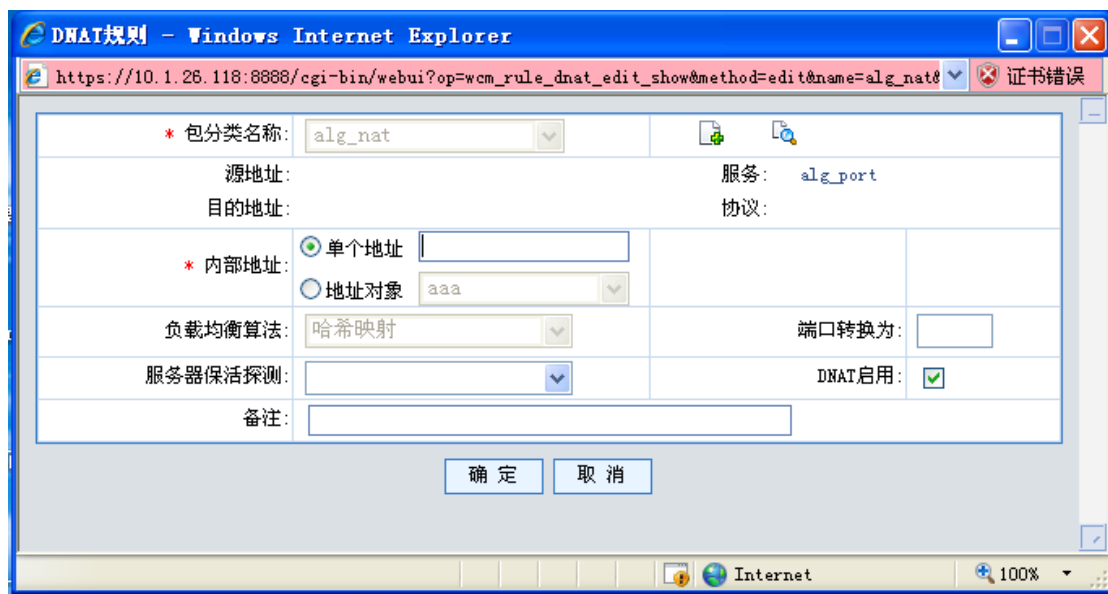 DNAT规则 - Windows Internet Explorer
https://10.1.26.118:8888/cgi-bin/webui?op=wcm_rule_dnat_edit_show&method=edit&name=alg_nat& 证书错误
* 包分类名称: alg_nat
源地址: 服务: alg_port
目的地址: 协议:
* 内部地址: 单个地址
地址对象 aaa
负载均衡算法: 哈希映射 端口转换为:
服务器保活探测: DNAT启用:
备注:
确 定 取 消
Internet 100%